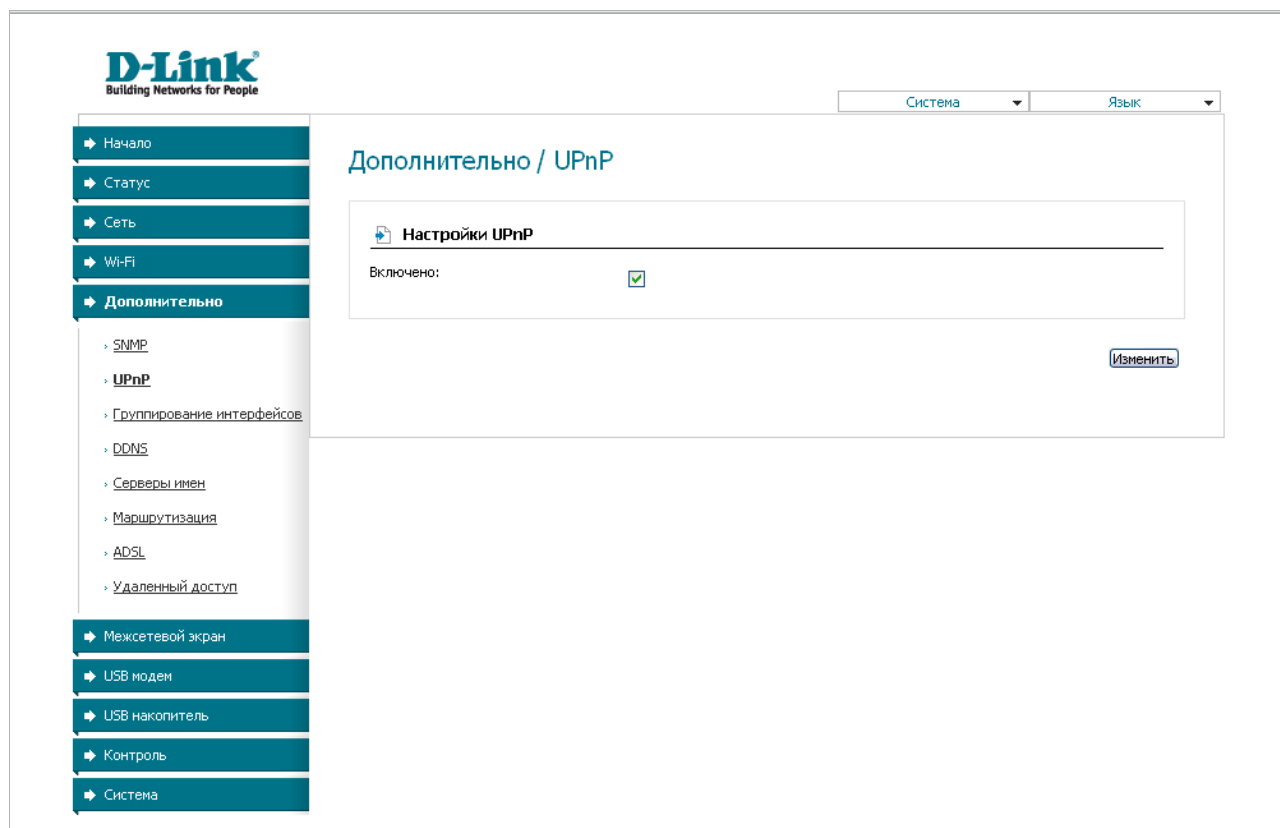 D-Link®
Building Networks for People
Система
Язык
Начало
Статус
Сеть
Wi-Fi
Дополнительно
SNMP
UPnP
Группирование интерфейсов
DDNS
Серверы имен
Маршрутизация
ADSL
Удаленный доступ
Межсетевой экран
USB модем
USB накопитель
Контроль
Система
Дополнительно / UPnP
Настройки UPnP
Включено:
Изменить